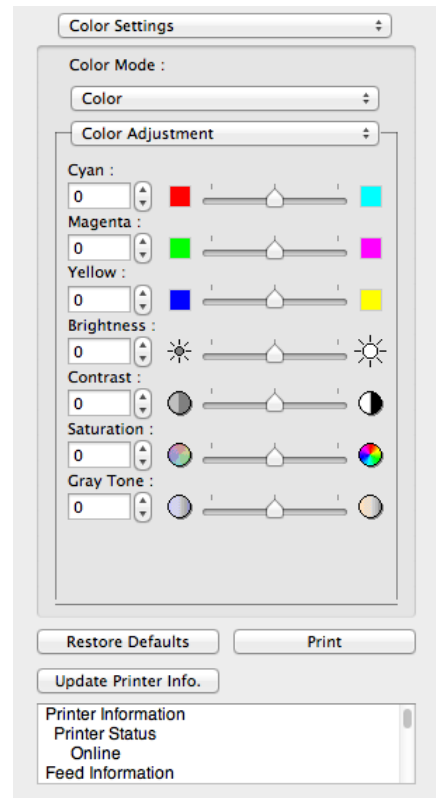 Color Settings
Color Mode :
Color
Color Adjustment
Cyan :
0
Magenta :
0
Yellow :
0
Brightness :
0
Contrast :
0
Saturation :
0
Gray Tone :
0
Restore Defaults
Print
Update Printer Info.
Printer Information
Printer Status
Online
Feed Information